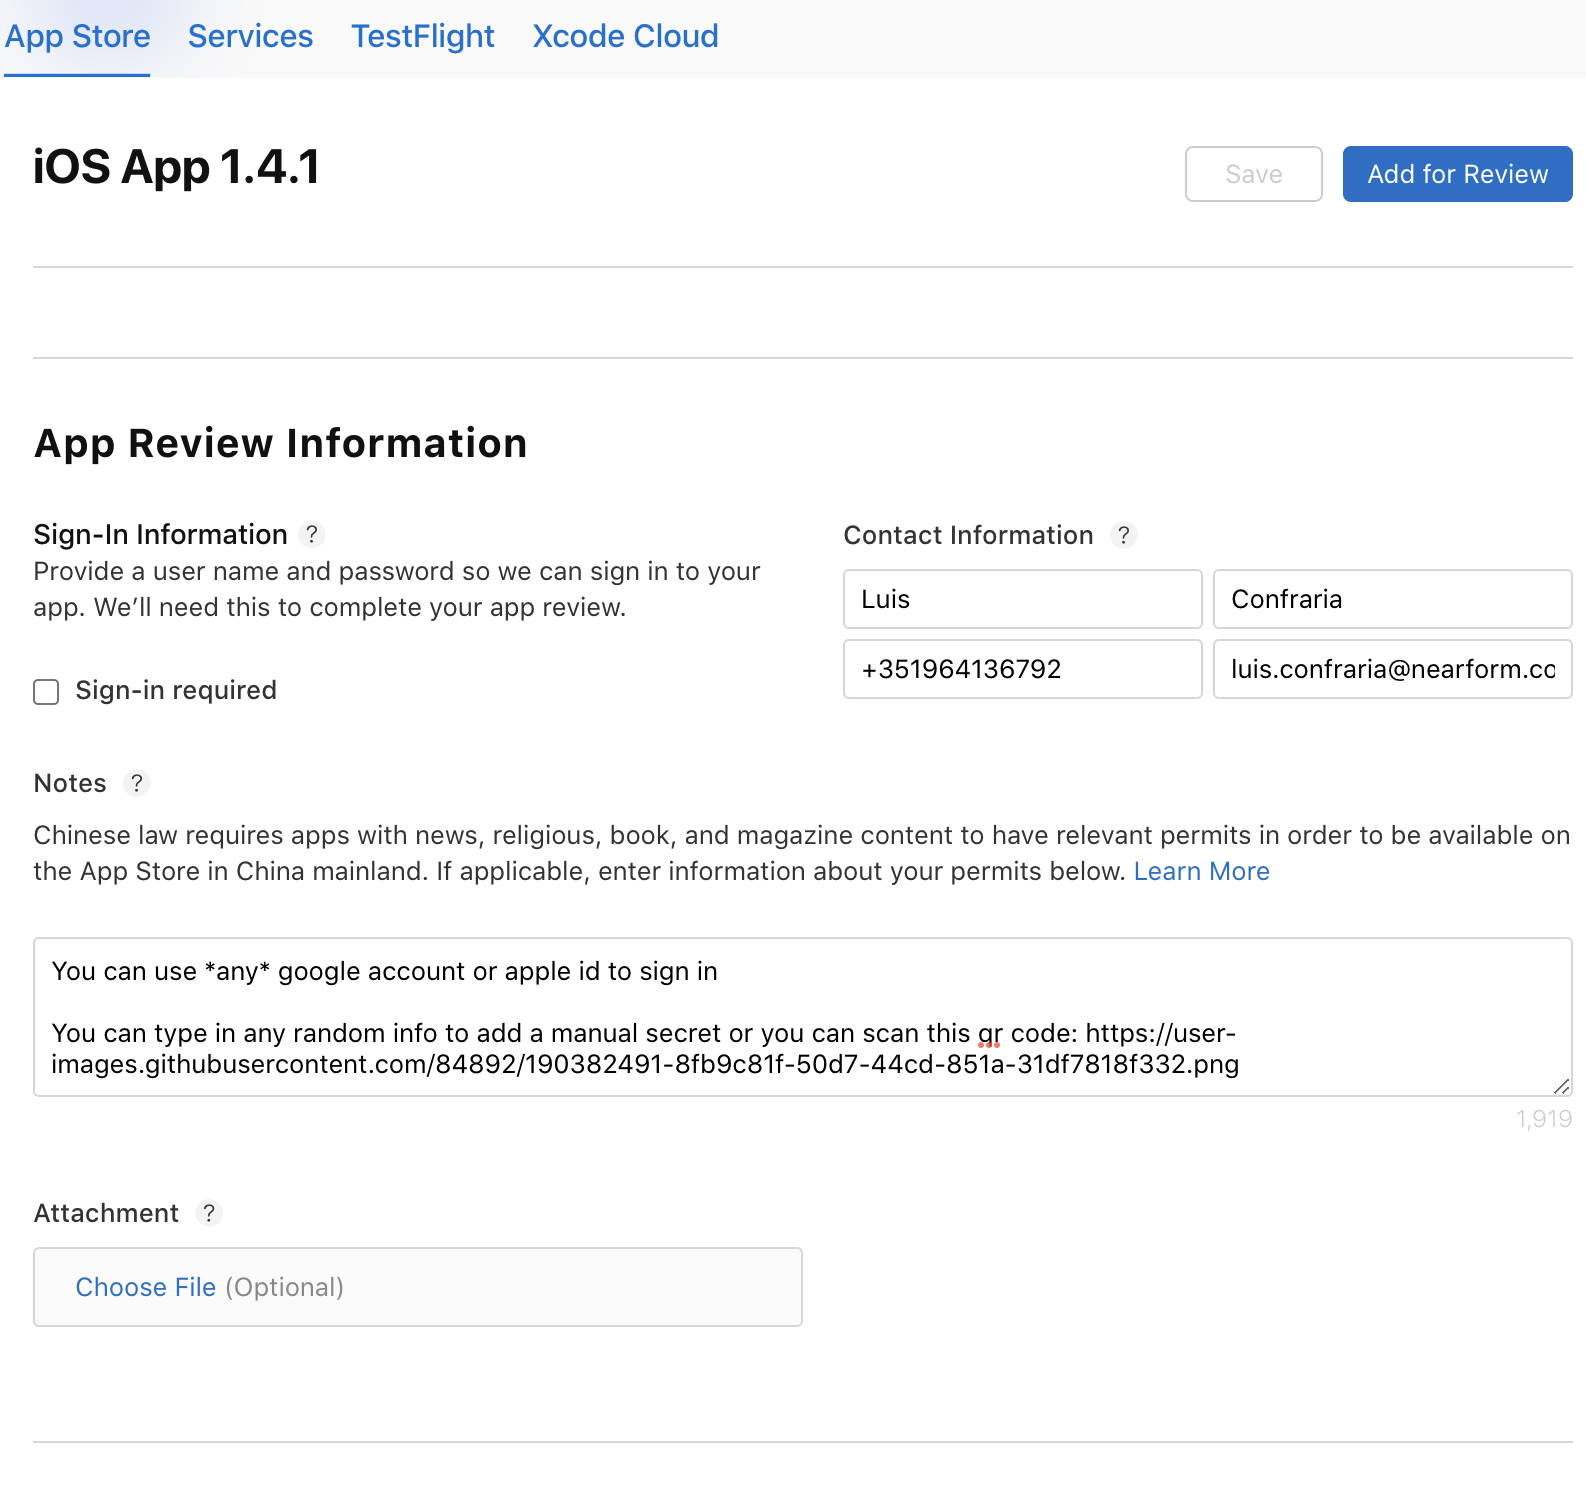 App Store Services TestFlight Xcode Cloud
iOS App 1.4.1
Save Add for Review
App Review Information
Sign-In Information ?
Provide a user name and password so we can sign in to your
app. We’ll need this to complete your app review.
Sign-in required
Contact Information ?
Luis Confraria
+351964136792 luis.confraria@nearform.co
Notes ?
Chinese law requires apps with news, religious, book, and magazine content to have relevant permits in order to be available on
the App Store in China mainland. If applicable, enter information about your permits below. Learn More
You can use *any* google account or apple id to sign in
You can type in any random info to add a manual secret or you can scan this qr code: https://user-
images.githubusercontent.com/84892/190382491-8fb9c81f-50d7-44cd-851a-31df7818f332.png
1,919
Attachment ?
Choose File (Optional)